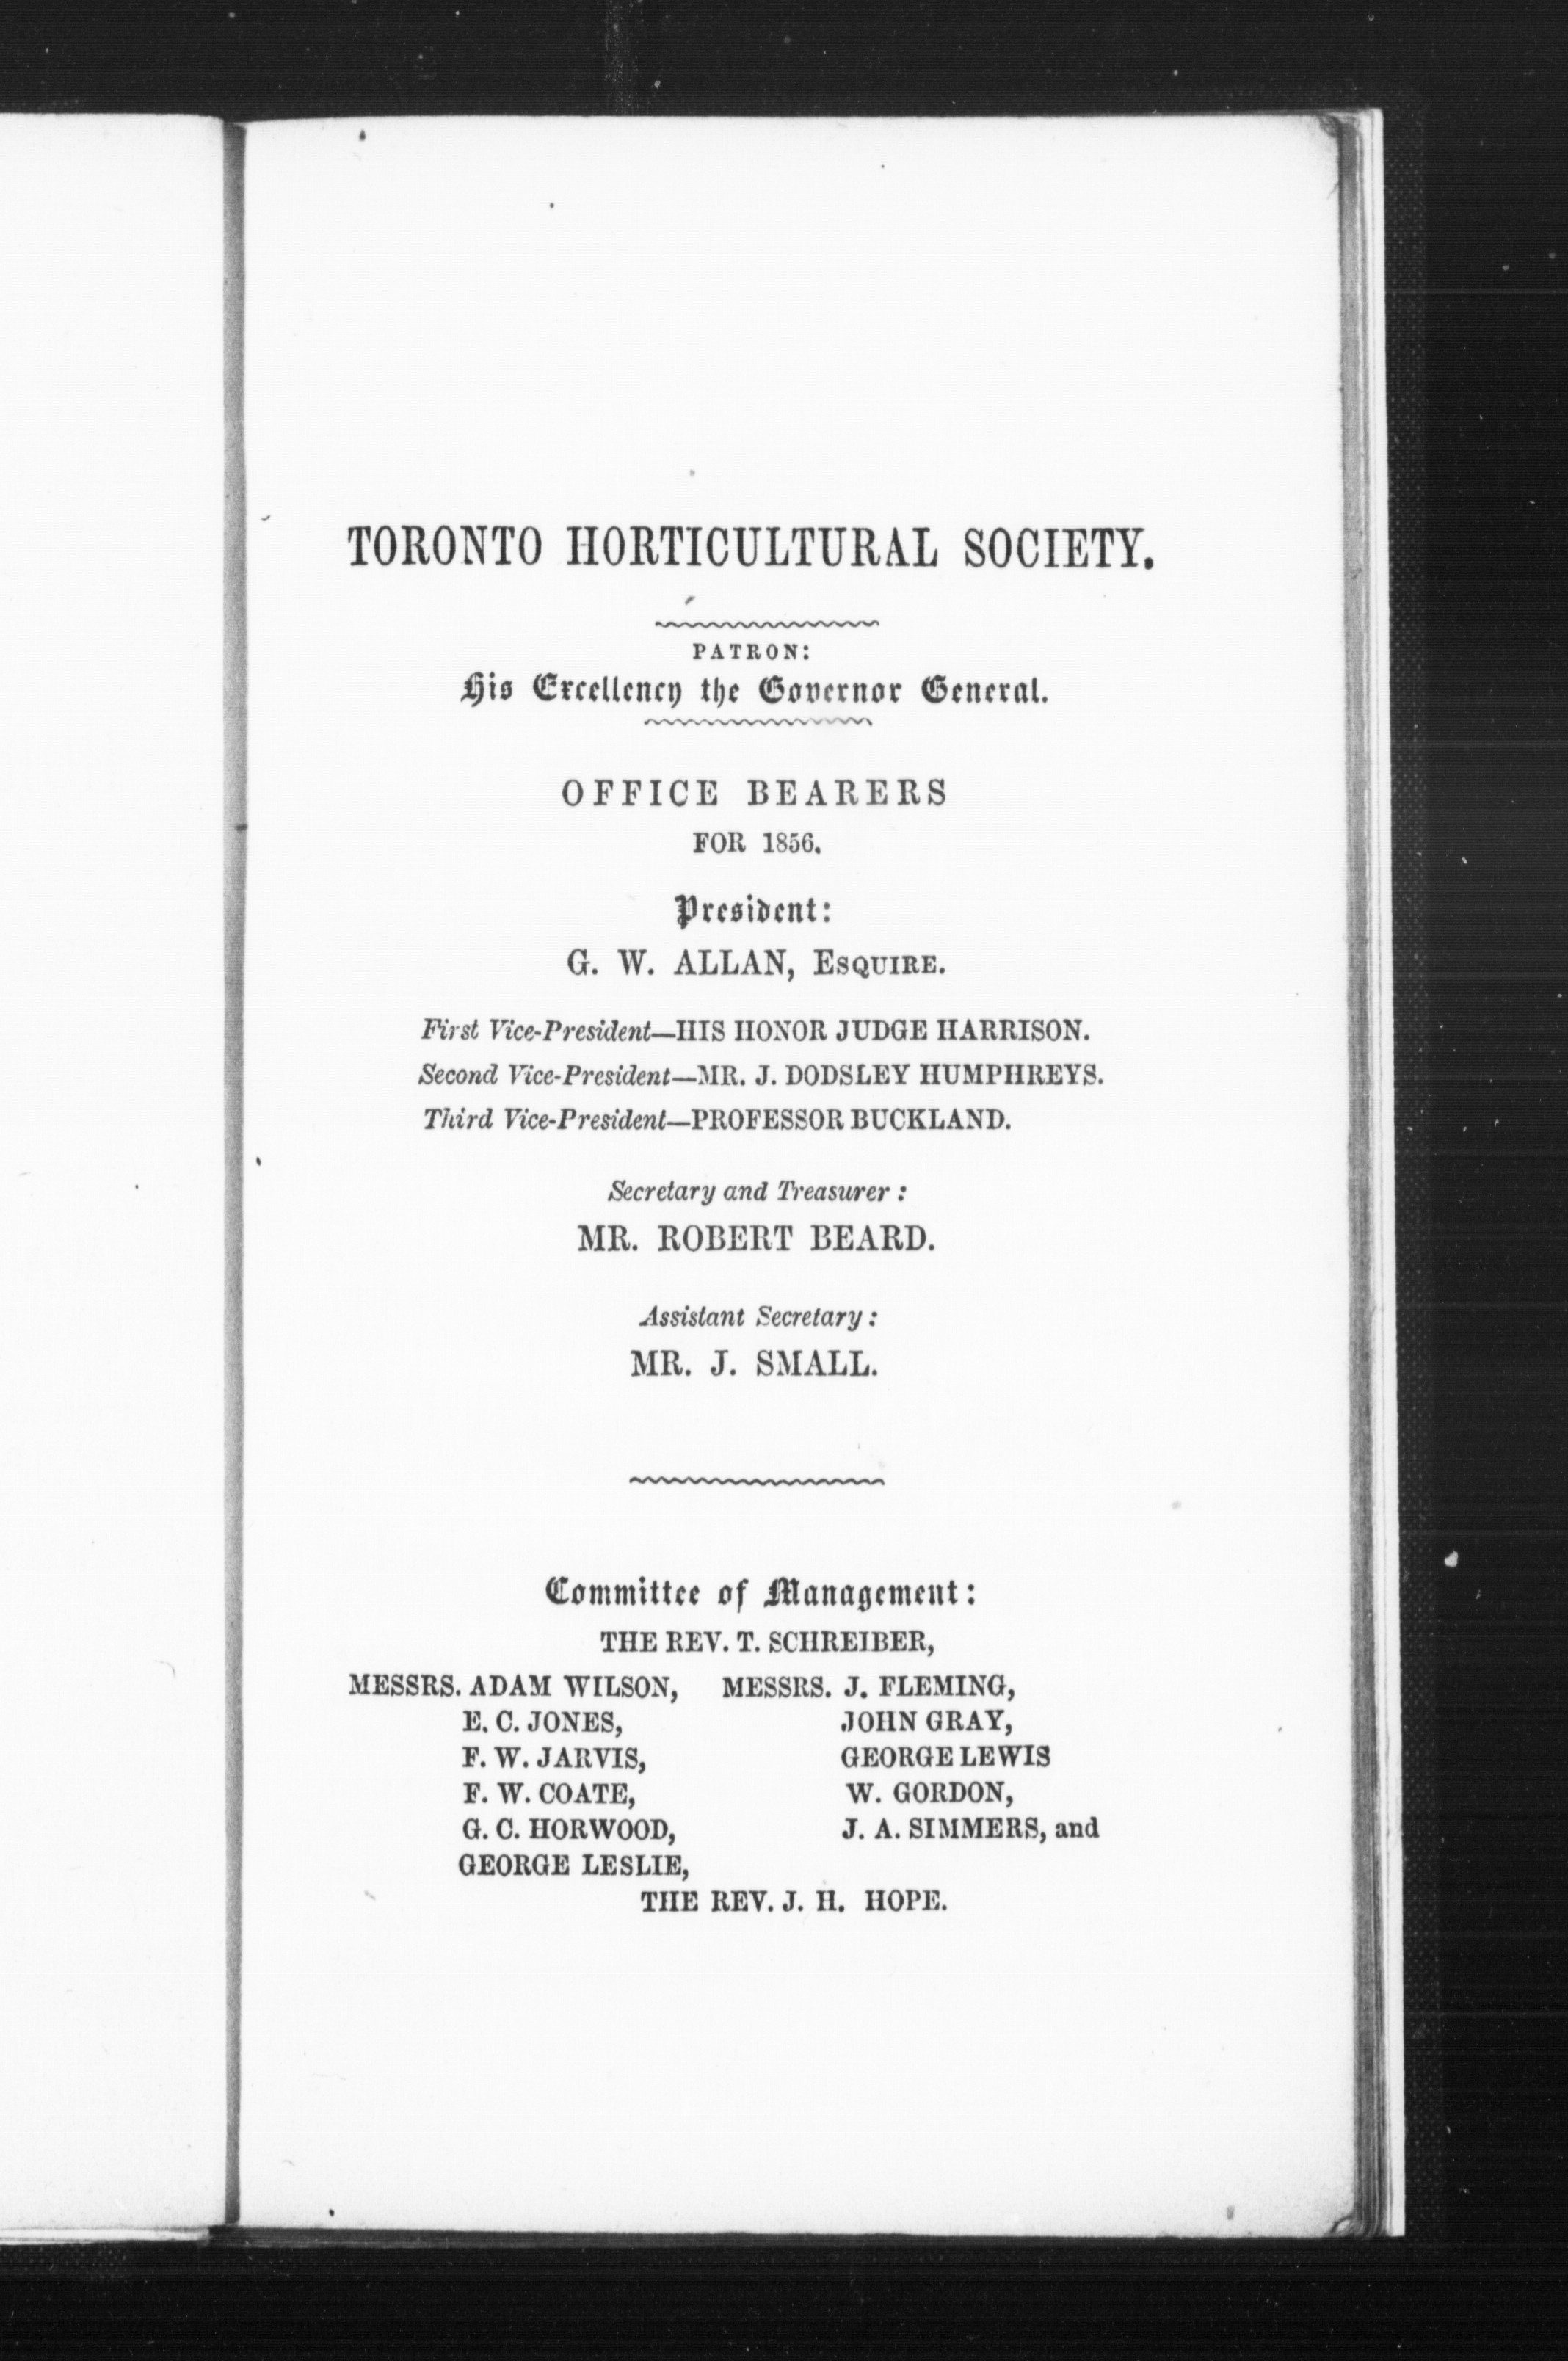 TORONTO HORTICULTURAL SOCIETY.
PATRON:
His Excellency the Governor General.
OFFICE BEARERS
FOR 1856.
President:
G. W. ALLAN, ESQUIRE.
First Vice-President—HIS HONOR JUDGE HARRISON.
Second Vice-President—MR. J. DODSLEY HUMPHREYS.
Third Vice-President—PROFESSOR BUCKLAND.
Secretary and Treasurer :
MR. ROBERT BEARD.
Assistant Secretary :
MR. J. SMALL.
Committee of Management:
THE REV. T. SCHREIBER,
MESSRS. ADAM WILSON, MESSRS. J. FLEMING,
E. C. JONES, JOHN GRAY,
F. W. JARVIS, GEORGE LEWIS
F. W. COATE, W. GORDON,
G. C. HORWOOD, J. A. SIMMERS, and
GEORGE LESLIE,
THE REV. J. H. HOPE.